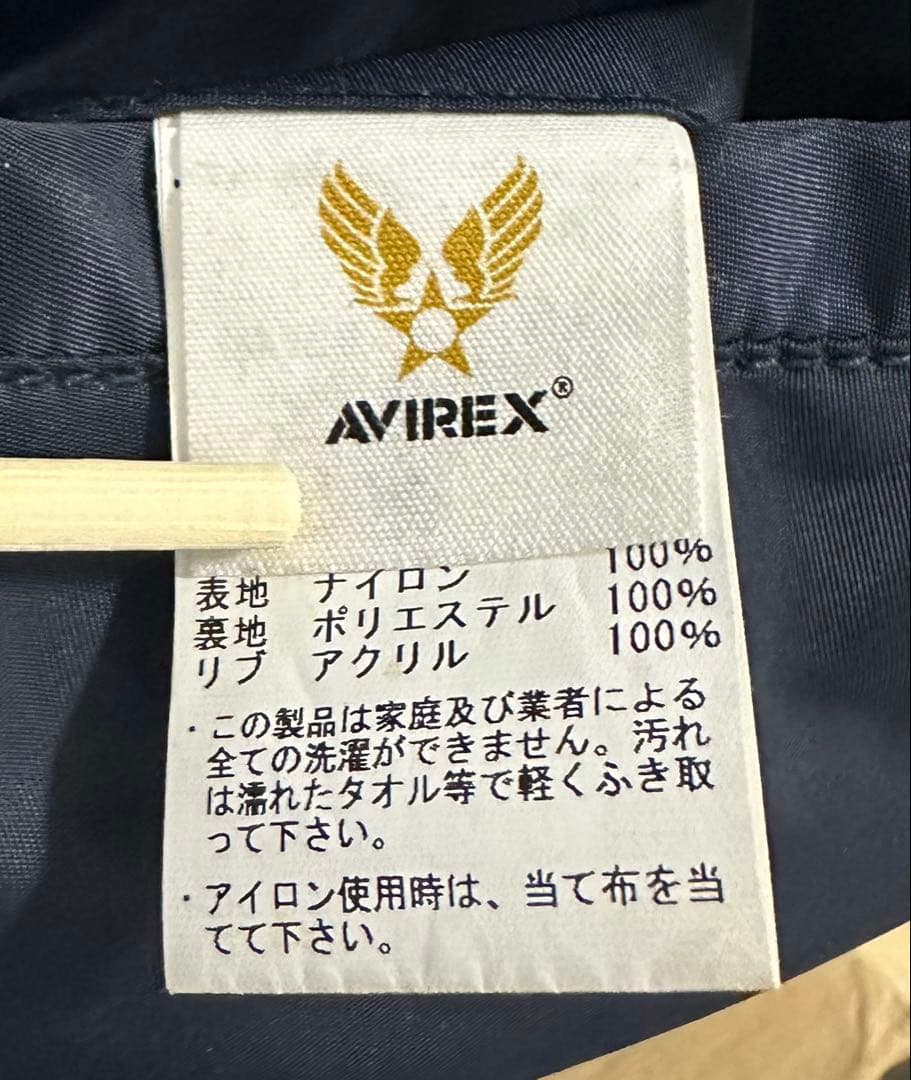 AVIREX®
表地 ナイロン 100%
裏地 ポリエステル 100%
リブ アクリル 100%
・この製品は家庭及び業者による
全ての洗濯ができません。汚れ
は濡れたタオル等で軽くふき取
って下さい。
・アイロン使用時は、当て布を当
てて下さい。